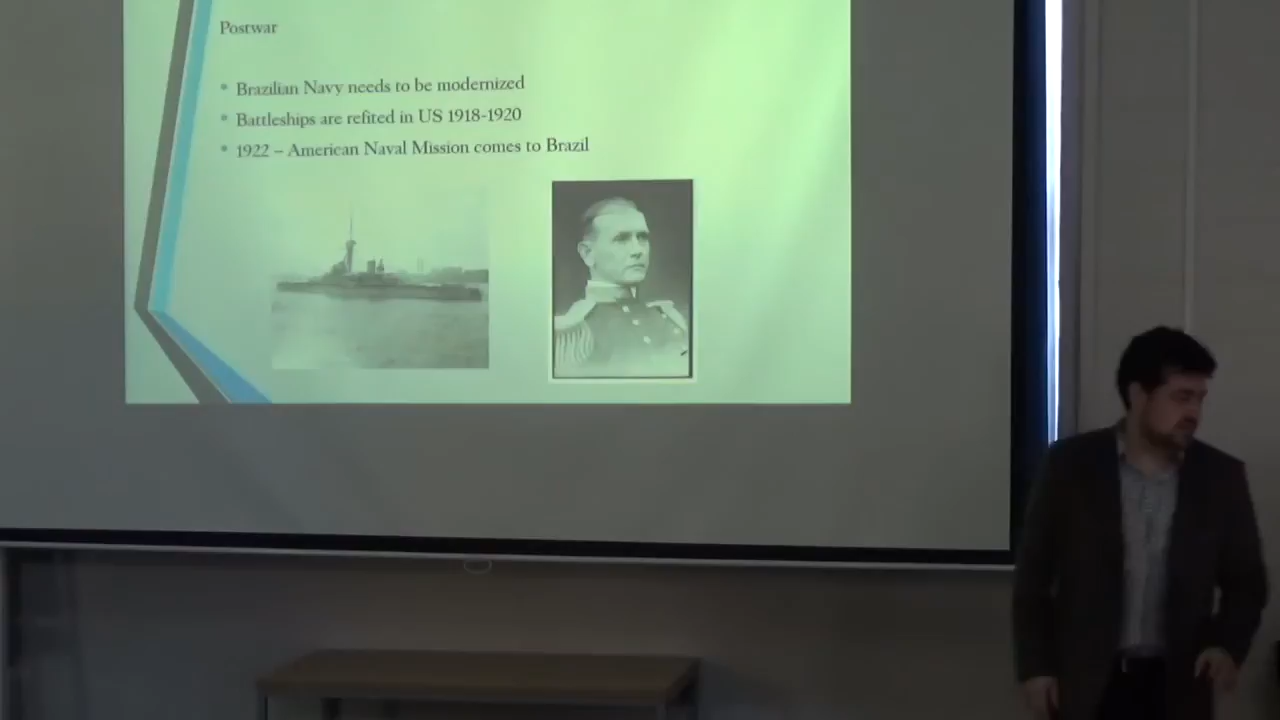 Postwar
• Brazilian Navy needs to be modernized
• Battleships are refited in US 1918-1920
• 1922 – American Naval Mission comes to Brazil